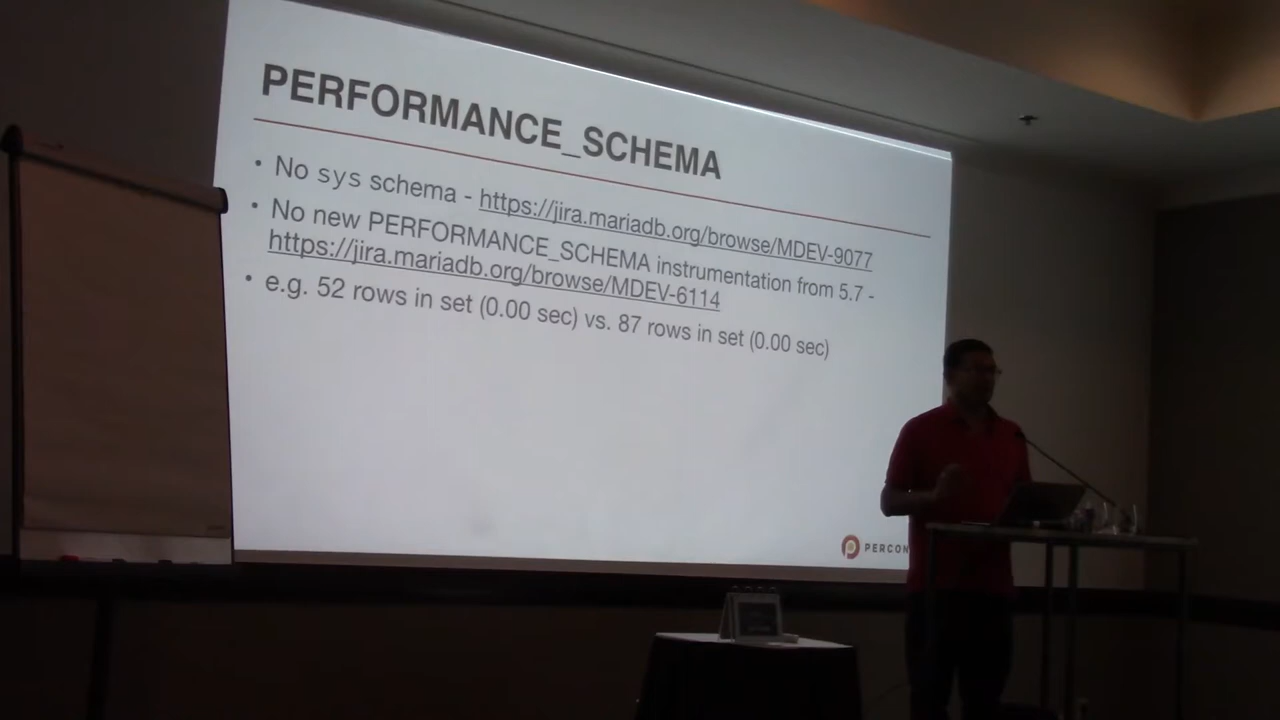 PERFORMANCE_SCHEMA
• No sys schema - https://jira.mariadb.org/browse/MDEV-9077
• No new PERFORMANCE_SCHEMA instrumentation from 5.7 -
https://jira.mariadb.org/browse/MDEV-6114
• e.g. 52 rows in set (0.00 sec) vs. 87 rows in set (0.00 sec)
PERCON